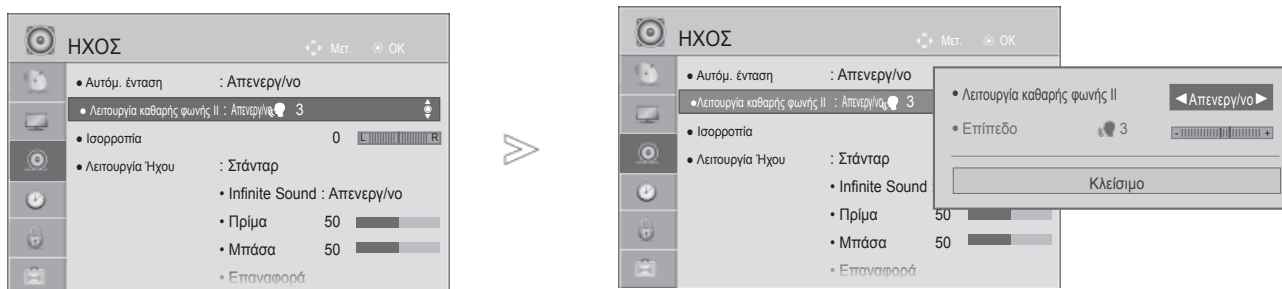 ΗΧΟΣ Μετ. OK
• Αυτόμ. ένταση : Απενεργ/νο
• Λειτουργία καθαρής φωνής II : Απενεργ/νο 3
• Ισορροπία 0 L R
• Λειτουργία Ήχου : Στάνταρ
• Infinite Sound : Απενεργ/νο
• Πρίμα 50
• Μπάσα 50
• Επαναφορά
ΗΧΟΣ Μετ. OK
• Αυτόμ. ένταση : Απενεργ/νο
•Λειτουργία καθαρής φωνής II : Απενεργ/νο 3
• Ισορροπία
• Λειτουργία Ήχου : Στάνταρ
• Infinite Sound :
• Πρίμα 50
• Μπάσα 50
• Επαναφορά
• Λειτουργία καθαρής φωνής II ◄Απενεργ/νο►
• Επίπεδο 3 - +
Κλείσιμο